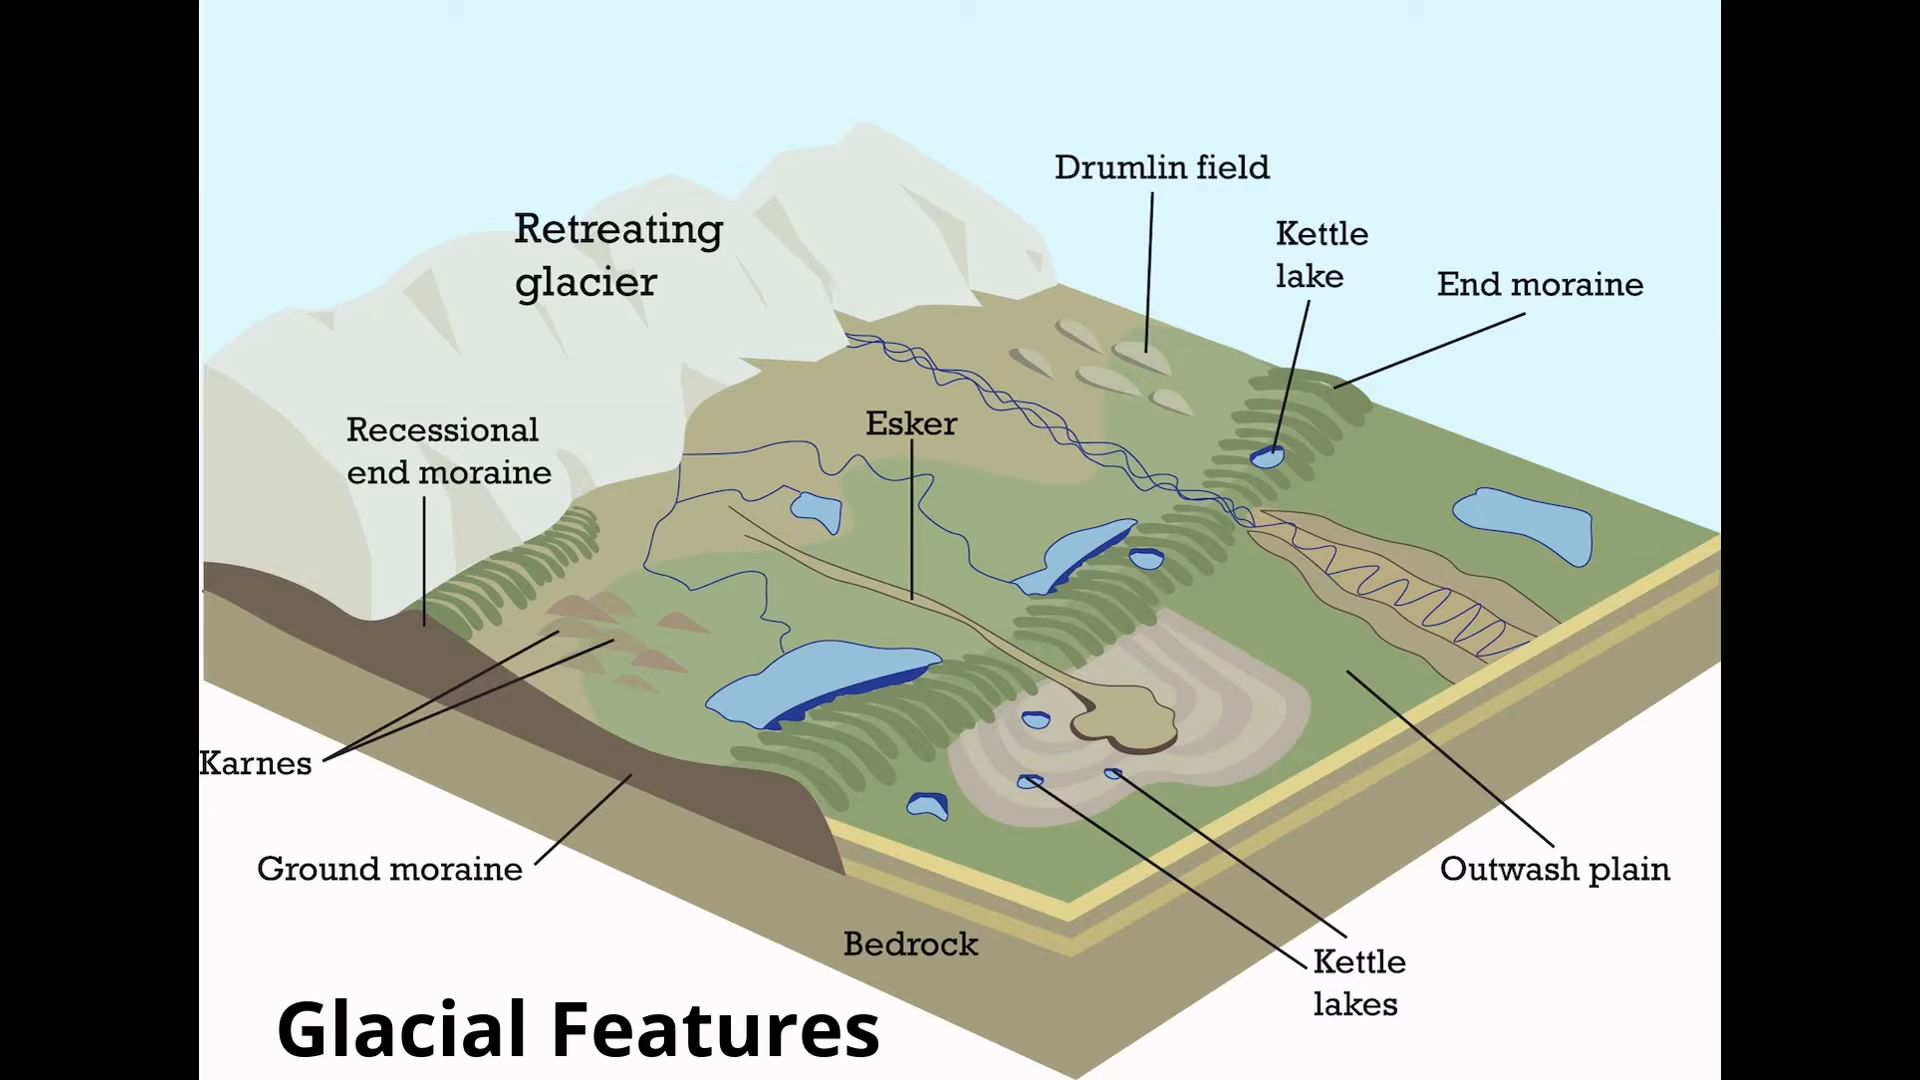 Drumlin field
Retreating
glacier
Kettle
lake
End moraine
Recessional
end moraine
Esker
Karnes
Ground moraine
Outwash plain
Bedrock
Kettle
lakes
Glacial Features